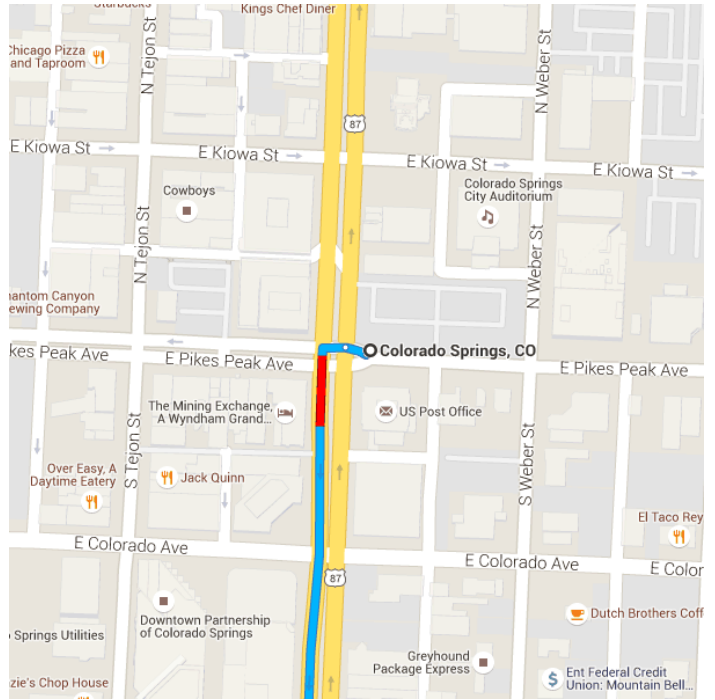 Starbucks
Kings Chef Diner
Chicago Pizza
and Taproom
N Tejon St
87
N Weber St
E Kiowa St
E Kiowa St
E Kiowa St
Cowboys
Colorado Springs
City Auditorium
N Tejon St
N Weber St
hantom Canyon
ewing Company
kes Peak Ave
E Pikes Peak Ave
Colorado Springs, CO
E Pikes Peak Ave
The Mining Exchange,
A Wyndham Grand...
US Post Office
S Tejon St
S Weber St
Over Easy, A
Daytime Eatery
Jack Quinn
El Taco Rey
E Colorado Ave
E Colorado Ave
E Color
87
Downtown Partnership
of Colorado Springs
Dutch Brothers Coff
Springs Utilities
Greyhound
Package Express
zie's Chop House
$
Ent Federal Credit
Union: Mountain Bell...